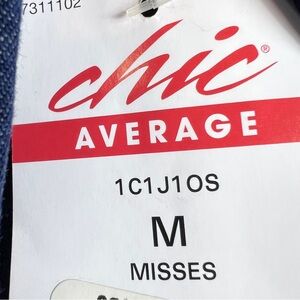 7311102
chic®
AVERAGE
1C1J1OS
M
MISSES